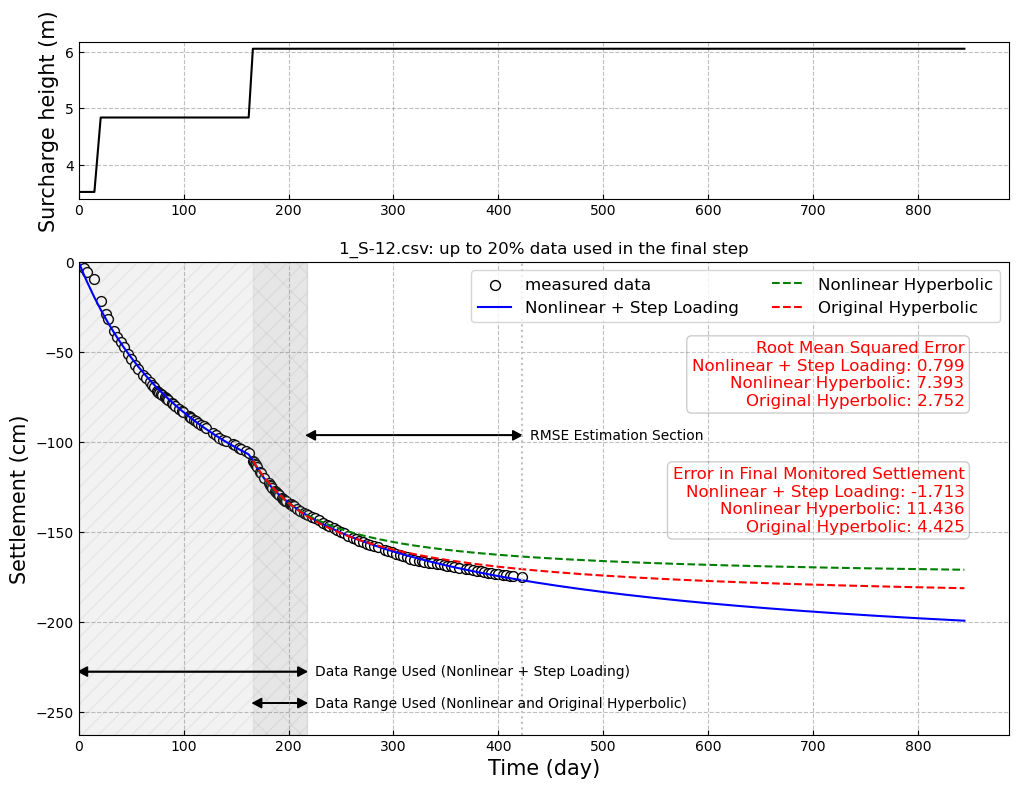 Surcharge height (m)
6
5
4
0 100 200 300 400 500 600 700 800
1_S-12.csv: up to 20% data used in the final step
measured data
Nonlinear + Step Loading
Nonlinear Hyperbolic
Original Hyperbolic
Root Mean Squared Error
Nonlinear + Step Loading: 0.799
Nonlinear Hyperbolic: 7.393
Original Hyperbolic: 2.752
RMSE Estimation Section
Error in Final Monitored Settlement
Nonlinear + Step Loading: -1.713
Nonlinear Hyperbolic: 11.436
Original Hyperbolic: 4.425
Data Range Used (Nonlinear + Step Loading)
Data Range Used (Nonlinear and Original Hyperbolic)
Settlement (cm)
0
−50
−100
−150
−200
−250
0 100 200 300 400 500 600 700 800
Time (day)